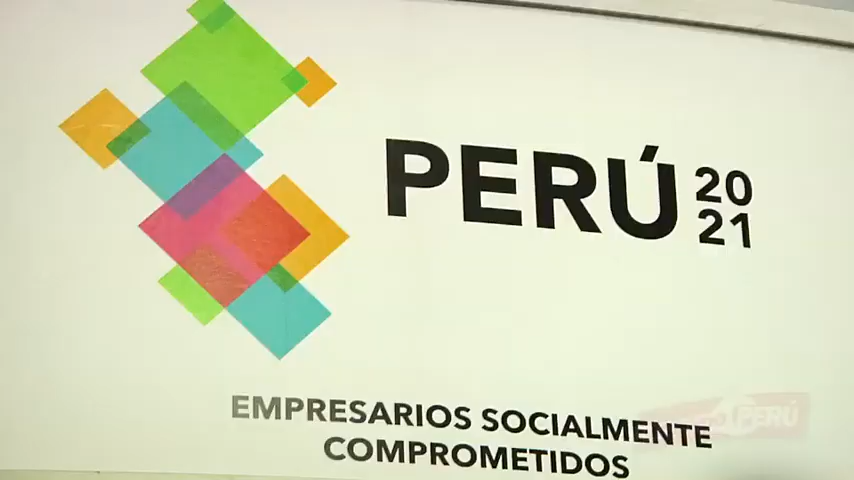 PERÚ 20
21
EMPRESARIOS SOCIALMENTE
COMPROMETIDOS
PERÚ